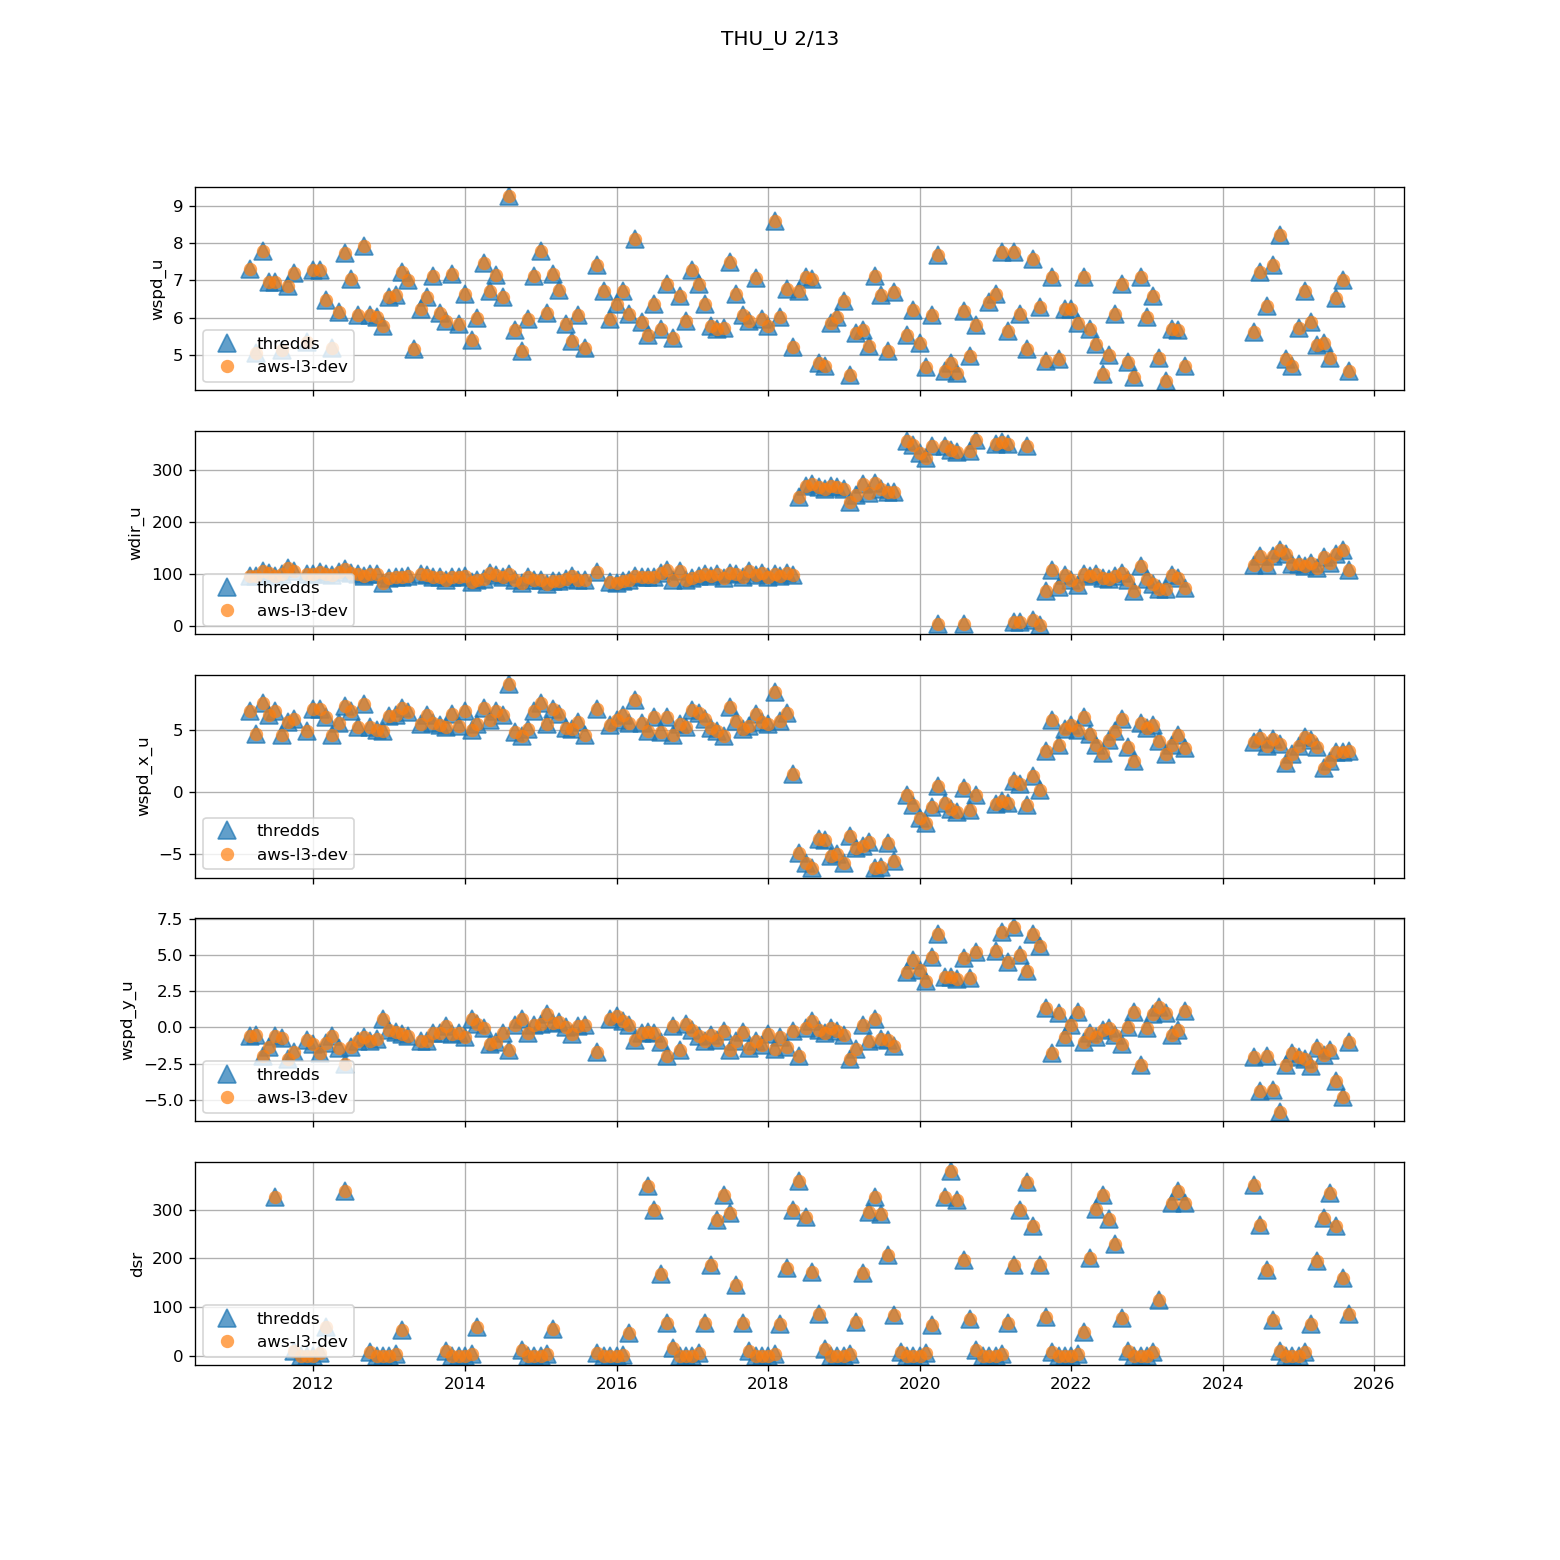 THU_U 2/13
9
8
7
6
5
wspd_u
thredds
aws-l3-dev
300
200
100
0
wdir_u
thredds
aws-l3-dev
5
0
−5
wspd_x_u
thredds
aws-l3-dev
7.5
5.0
2.5
0.0
−2.5
−5.0
wspd_y_u
thredds
aws-l3-dev
300
200
100
0
dsr
thredds
aws-l3-dev
2012 2014 2016 2018 2020 2022 2024 2026